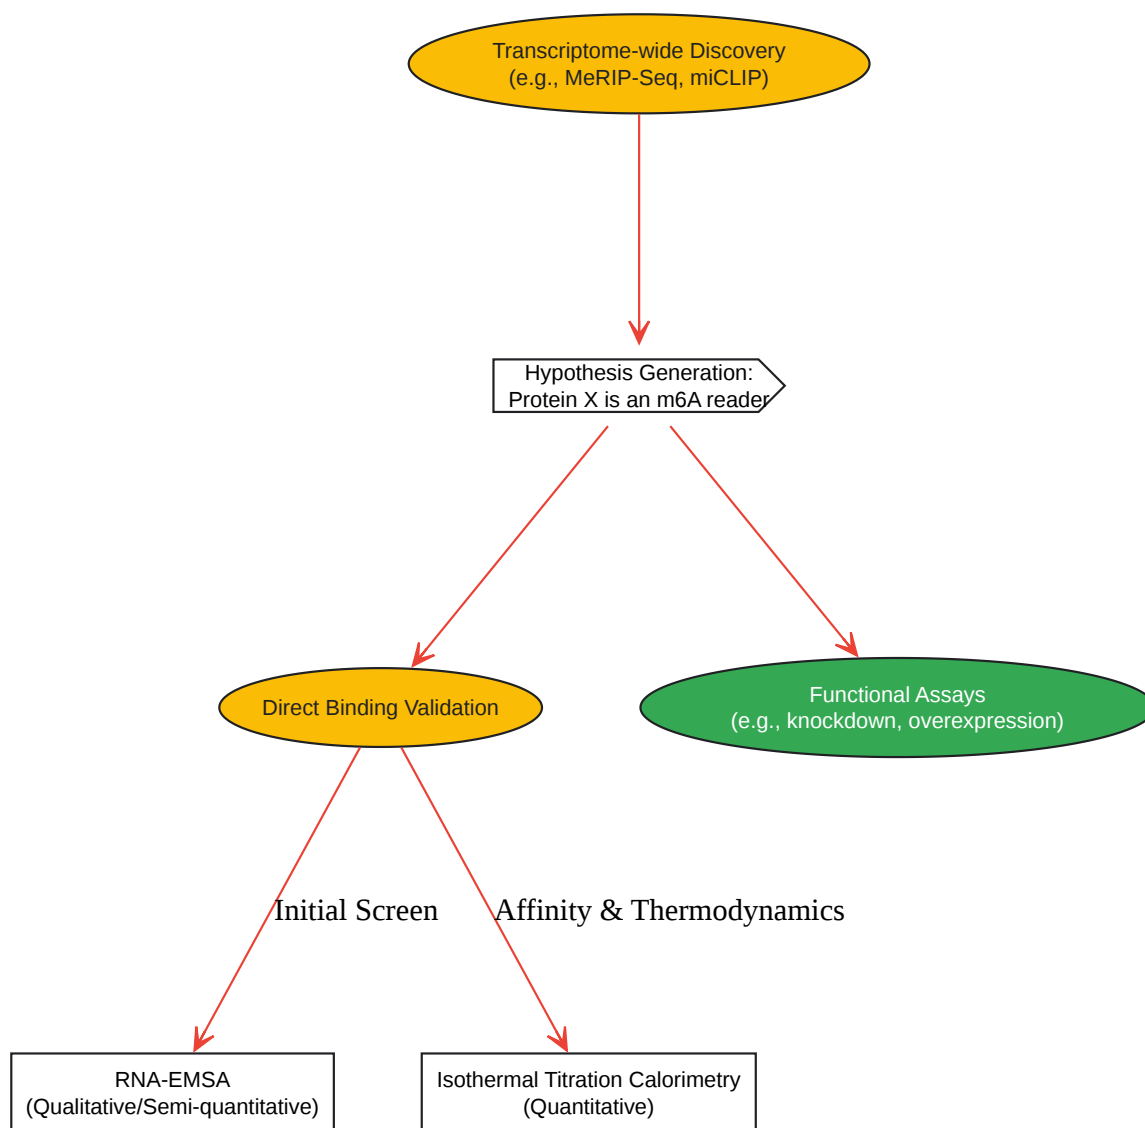 Transcriptome-wide Discovery
(e.g., MeRIP-Seq, miCLIP)
Hypothesis Generation:
Protein X is an m6A reader
Direct Binding Validation
Functional Assays
(e.g., knockdown, overexpression)
Initial Screen
Affinity & Thermodynamics
RNA-EMSA
(Qualitative/Semi-quantitative)
Isothermal Titration Calorimetry
(Quantitative)